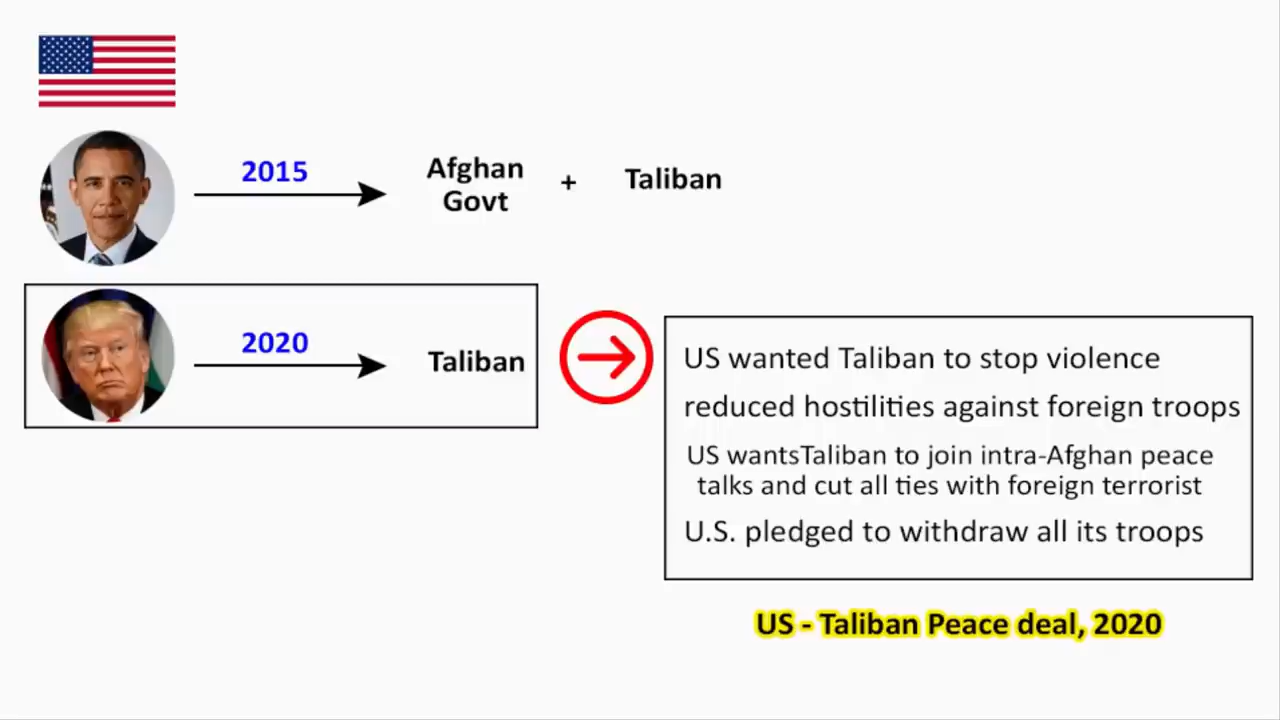 2015
Afghan
Govt
+
Taliban
2020
Taliban
US wanted Taliban to stop violence
reduced hostilities against foreign troops
US wantsTaliban to join intra-Afghan peace
talks and cut all ties with foreign terrorist
U.S. pledged to withdraw all its troops
US - Taliban Peace deal, 2020